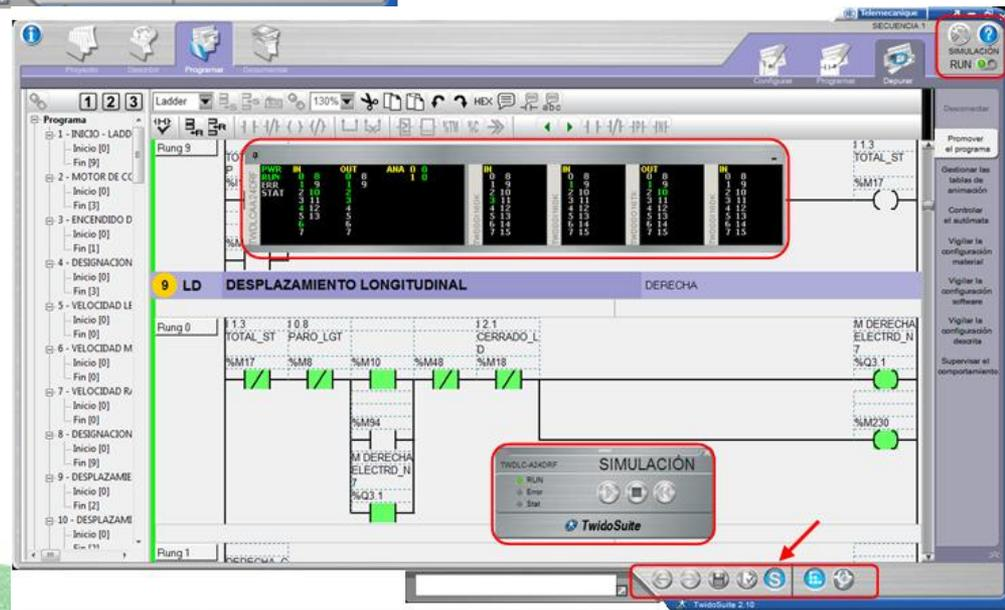 Telemecanique
SECUENCIA 1
SIMULACIÓN
RUN
Proyecto
Describir
Programar
Documentar
Configurar
Programar
Depurar
1 2 3
Ladder
130%
HEX
Programa
1 - INICIO - LADD
Inicio [0]
Fin [9]
2 - MOTOR DE CC
Inicio [0]
Fin [3]
3 - ENCENDIDO D
Inicio [0]
Fin [1]
4 - DESIGNACION
Inicio [0]
Fin [3]
5 - VELOCIDAD LE
Inicio [0]
Fin [0]
6 - VELOCIDAD M
Inicio [0]
Fin [0]
7 - VELOCIDAD RA
Inicio [0]
Fin [0]
8 - DESIGNACION
Inicio [0]
Fin [9]
9 - DESPLAZAMIE
Inicio [0]
Fin [2]
10 - DESPLAZAMI
Inicio [0]
Rung 9
PWR
RUN
ERR
STAT
IN
OUT
ANA
IN
IN
OUT
IN
I 1.3
TOTAL_ST
%M17
9 LD DESPLAZAMIENTO LONGITUDINAL DERECHA
Rung 0
I 1.3 I 0.8 I 2.1 M DERECHA
TOTAL_ST PARO_LGT CERRADO_L ELECTRD_N
D 7
%M17 %M8 %M10 %M48 %M18 %Q3.1
%M94 %M230
M DERECHA
ELECTRD_N
7
%Q3.1
TWDLC-A24DRF SIMULACIÓN
RUN
Error
Stat
TwidoSuite
Rung 1
Desconectar
Promover
el programa
Gestionar las
tablas de
animación
Controlar
el autómata
Vigilar la
configuración
material
Vigilar la
configuración
software
Vigilar la
configuración
descrita
Supervisar el
comportamiento
S
TwidoSuite 2.10